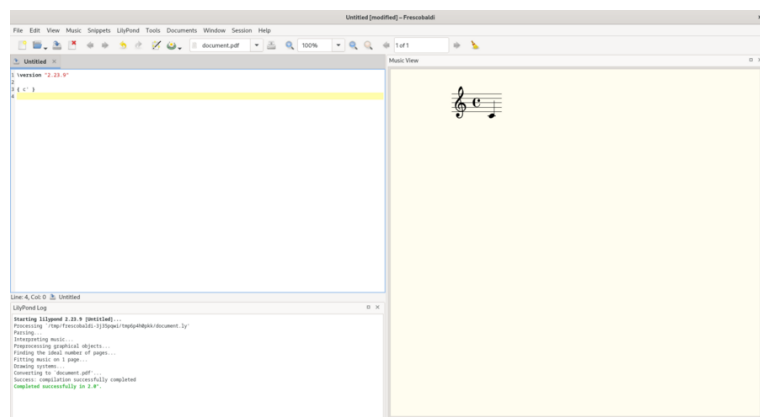 Untitled [modified] – Frescobaldi
File Edit View Music Snippets LilyPond Tools Documents Window Session Help
document.pdf 100% 1 of 1
Untitled
Music View
1 \version "2.23.9"
2
3 { c' }
4
Line: 4, Col: 0 Untitled
LilyPond Log
Starting lilypond 2.23.9 [Untitled]...
Parsing...
Interpreting music...
Preprocessing graphical objects...
Finding the ideal number of pages...
Fitting music on 1 page...
Drawing systems...
Converting to `document.pdf'...
Success: compilation successfully completed
Completed successfully in 2.0".